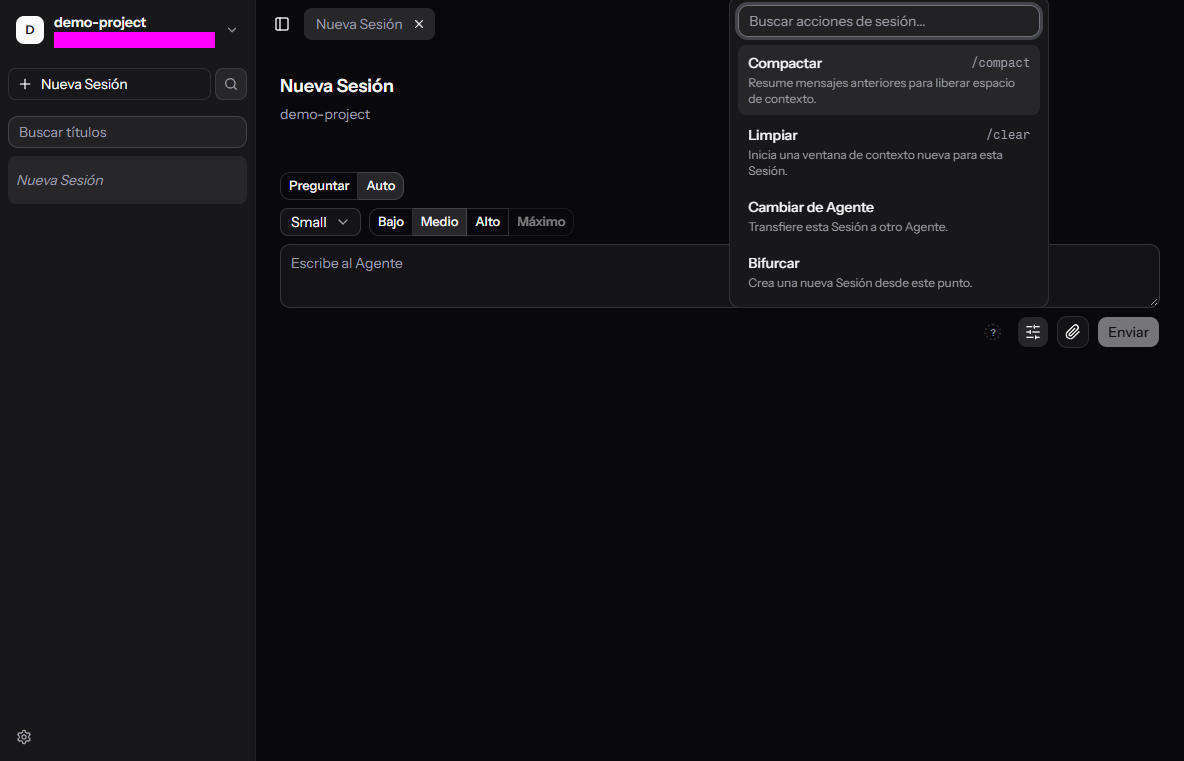 D
demo-project
Nueva Sesión
Buscar títulos
Nueva Sesión
Nueva Sesión
Nueva Sesión
demo-project
Preguntar Auto
Small Bajo Medio Alto Máximo
Escribe al Agente
Buscar acciones de sesión...
Compactar /compact
Resume mensajes anteriores para liberar espacio
de contexto.
Limpiar /clear
Inicia una ventana de contexto nueva para esta
Sesión.
Cambiar de Agente
Transfiere esta Sesión a otro Agente.
Bifurcar
Crea una nueva Sesión desde este punto.
? Enviar